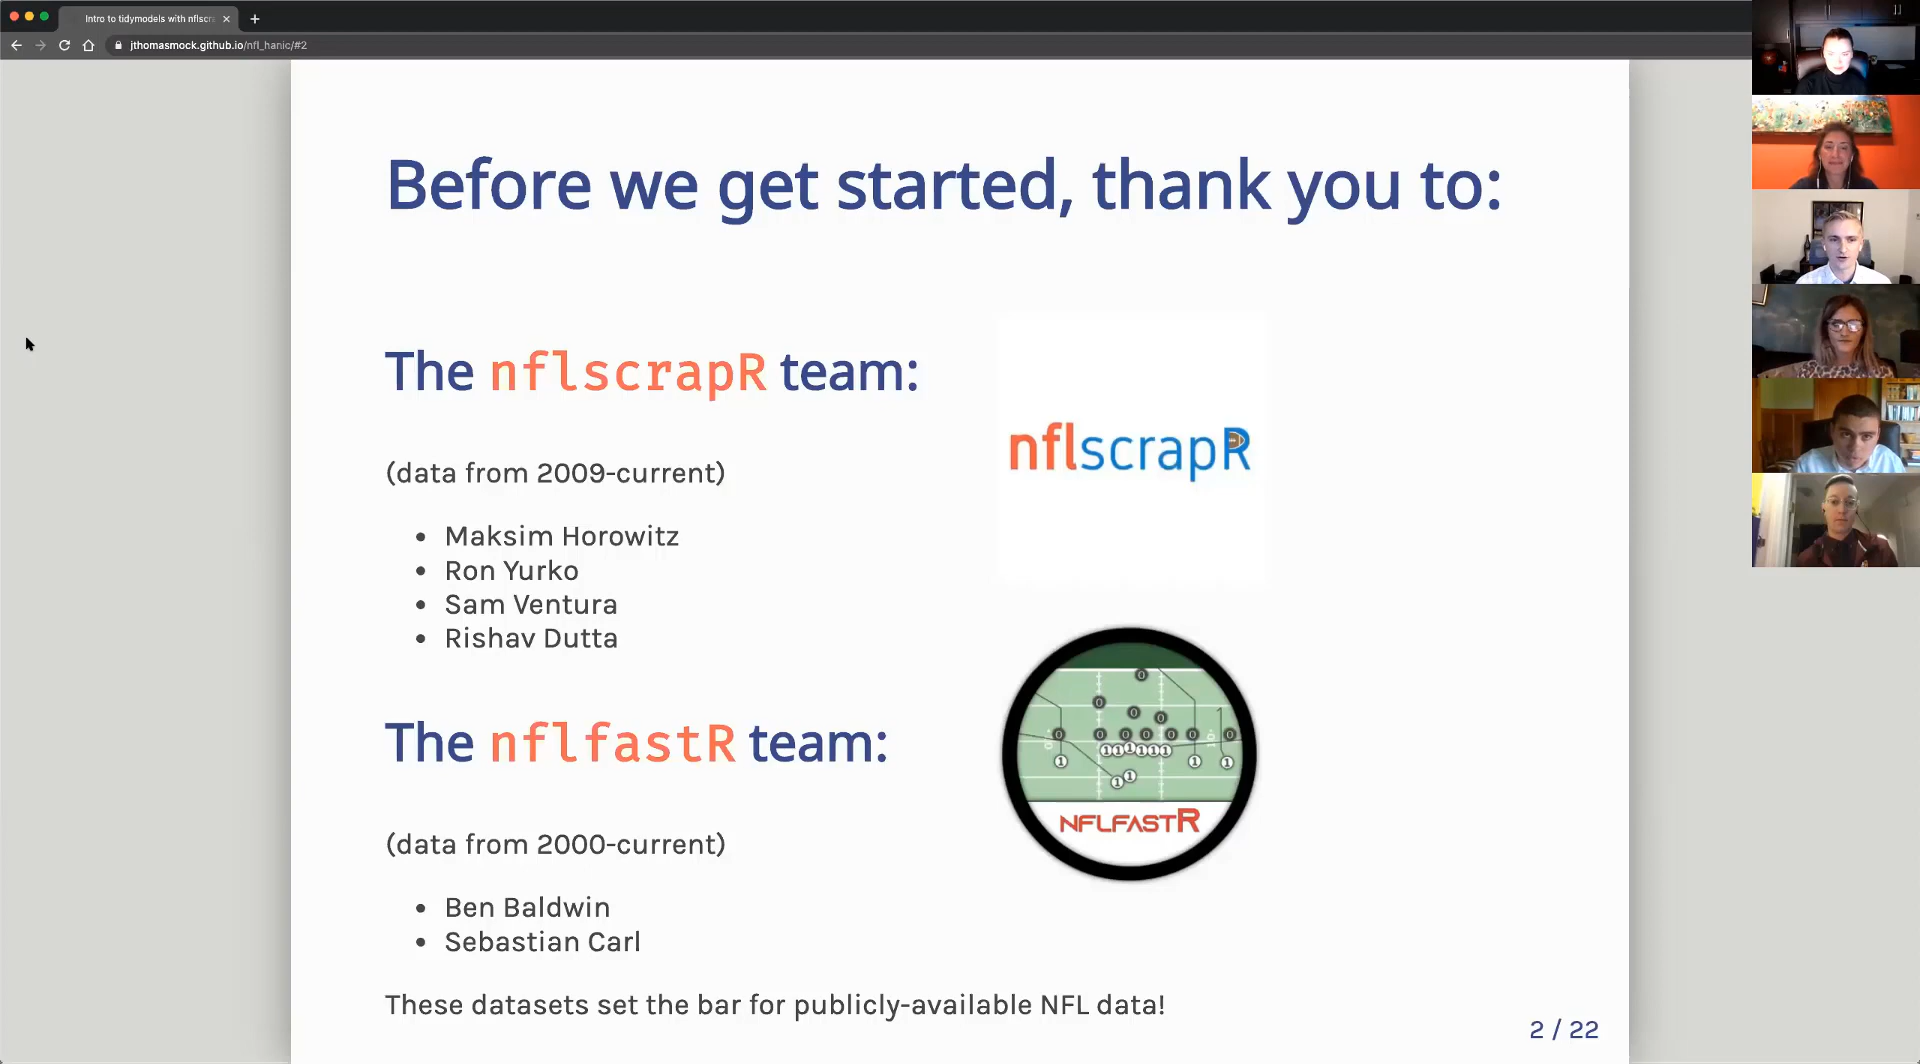 Intro to tidymodels with nflscra
jthomasmock.github.io/nfl_hanic/#2
Before we get started, thank you to:
The nflscrapR team:
(data from 2009-current)
Maksim Horowitz
Ron Yurko
Sam Ventura
Rishav Dutta
nflscrapR
The nflfastR team:
(data from 2000-current)
Ben Baldwin
Sebastian Carl
NFLFASTR
These datasets set the bar for publicly-available NFL data!
2 / 22